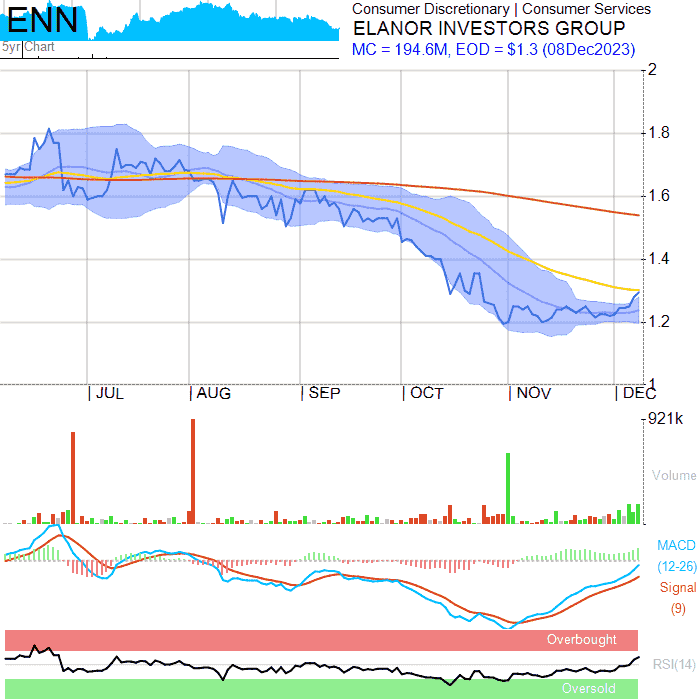 ENN
5yr Chart
Consumer Discretionary | Consumer Services
ELANOR INVESTORS GROUP
MC = 194.6M, EOD = $1.3 (08Dec2023)
2
1.8
1.6
1.4
1.2
1
JUL AUG SEP OCT NOV DEC
921k
Volume
MACD
(12-26)
Signal
(9)
Overbought
RSI(14)
Oversold